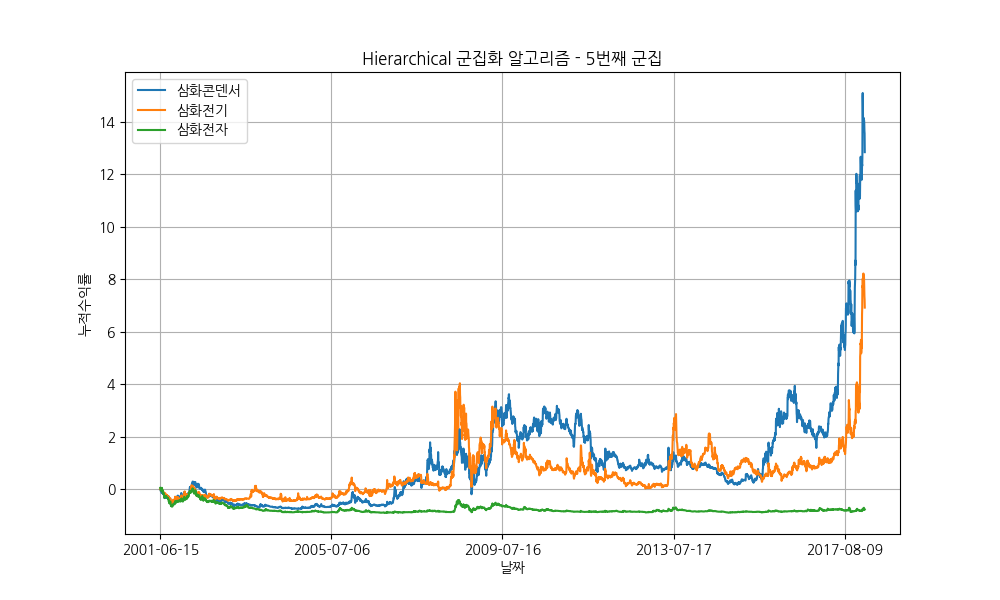 Hierarchical 군집화 알고리즘 - 5번째 군집
삼화콘덴서
삼화전기
삼화전자
누적수익률
14
12
10
8
6
4
2
0
2001-06-15
2005-07-06
2009-07-16
2013-07-17
2017-08-09
날짜